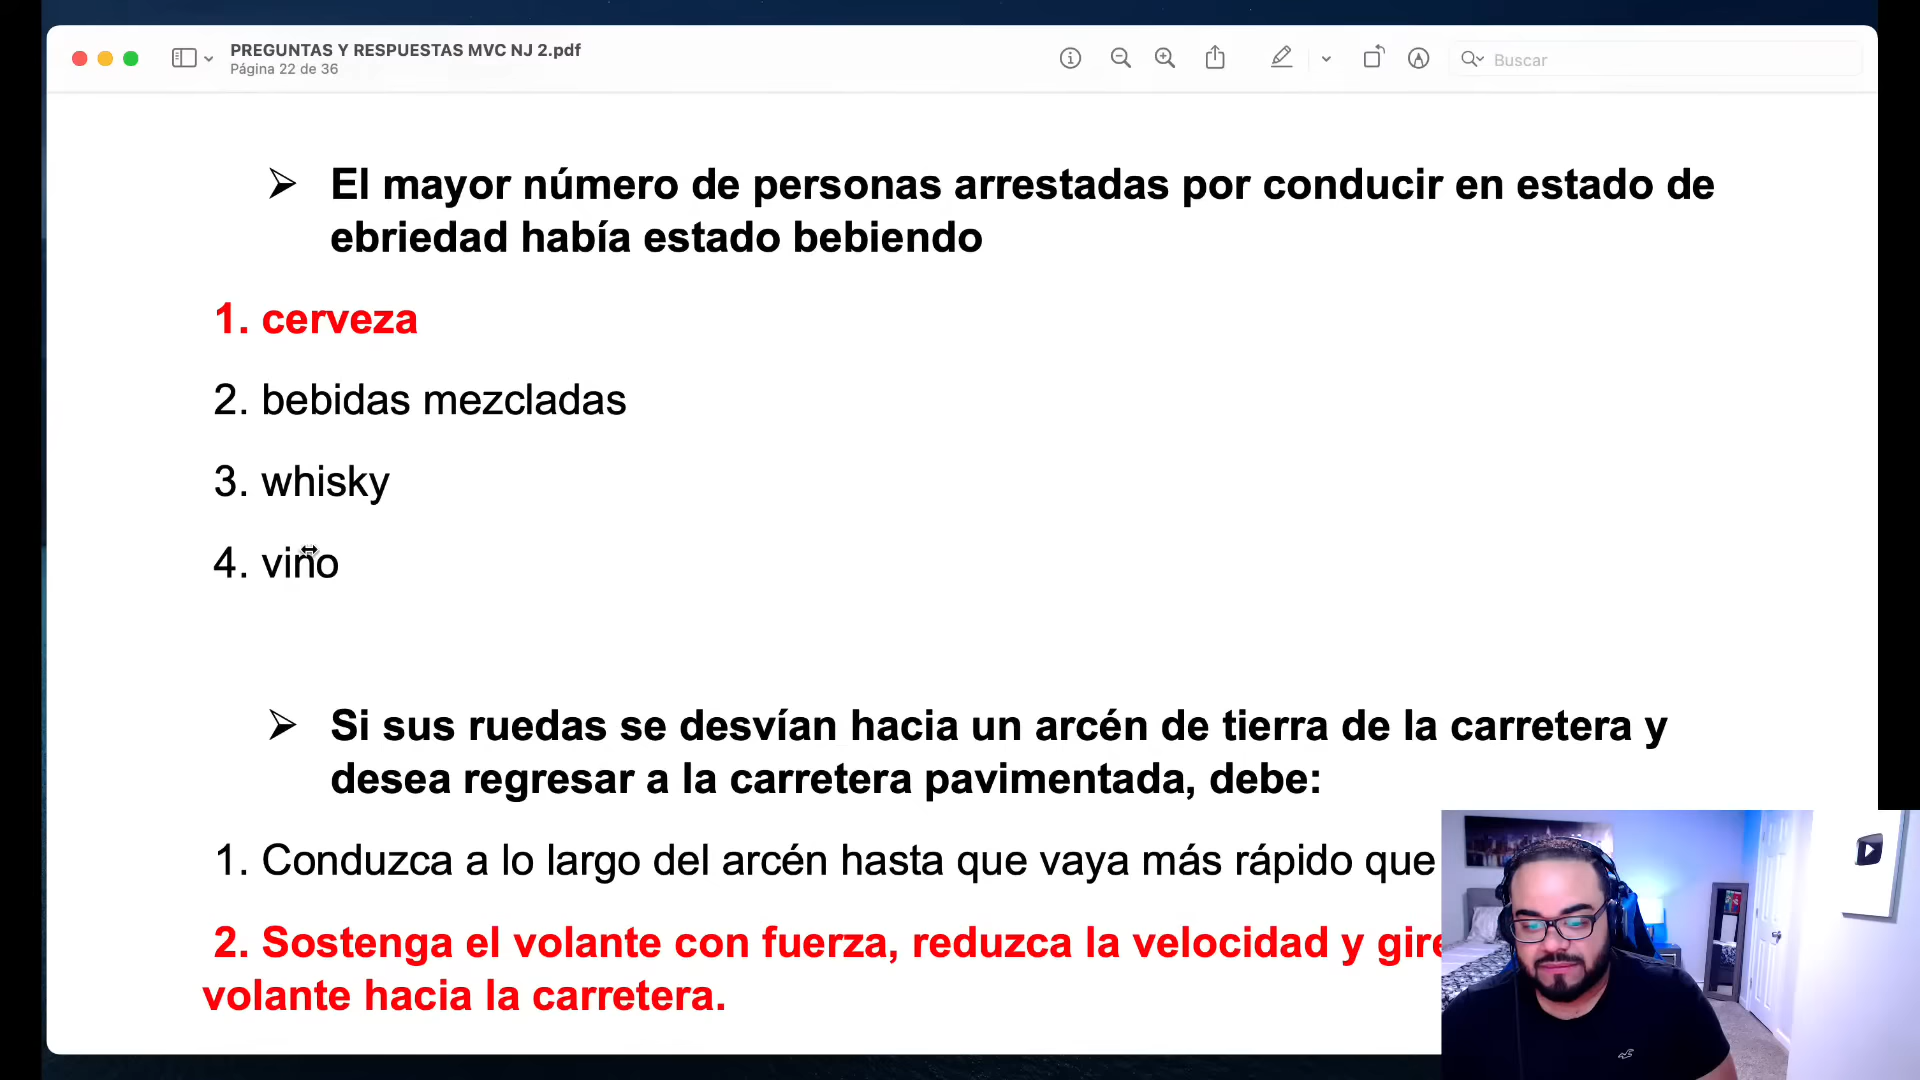 PREGUNTAS Y RESPUESTAS MVC NJ 2.pdf
Página 22 de 36
Buscar
➢ El mayor número de personas arrestadas por conducir en estado de
ebriedad había estado bebiendo
1. cerveza
2. bebidas mezcladas
3. whisky
4. vino
➢ Si sus ruedas se desvían hacia un arcén de tierra de la carretera y
desea regresar a la carretera pavimentada, debe:
1. Conduzca a lo largo del arcén hasta que vaya más rápido que
2. Sostenga el volante con fuerza, reduzca la velocidad y gire
volante hacia la carretera.